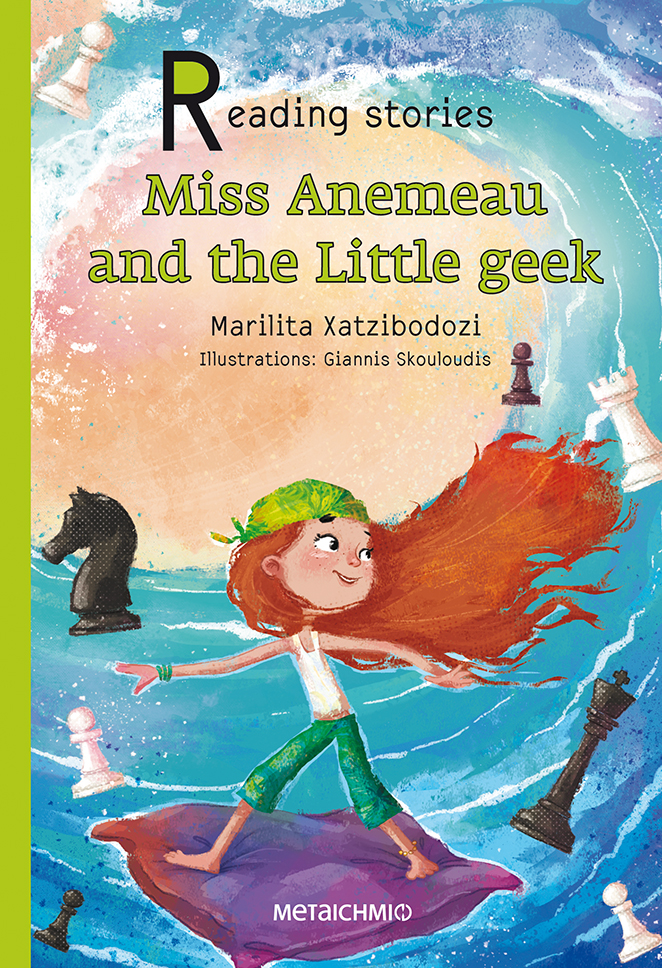 Reading stories
Miss Anemeau
and the Little geek
Marilita Xatzibodozi
Illustrations: Giannis Skouloudis
METAICHMIO